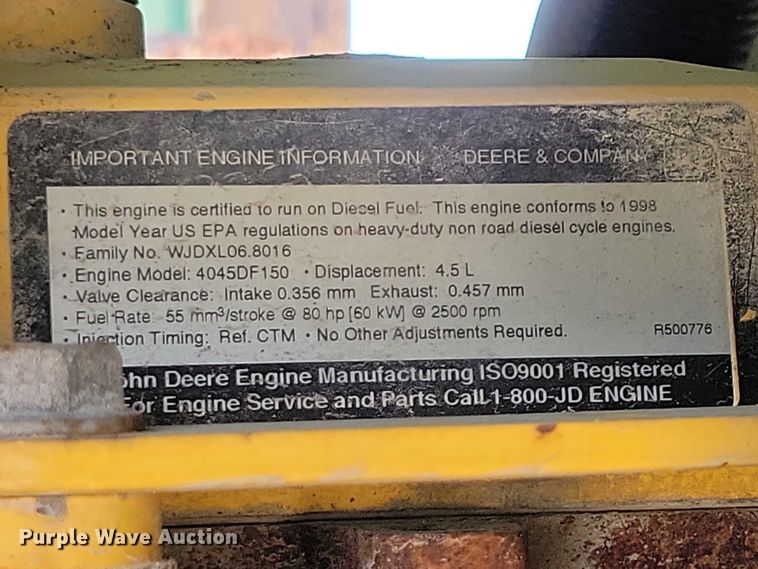 IMPORTANT ENGINE INFORMATION DEERE & COMPANY
• This engine is certified to run on Diesel Fuel. This engine conforms to 1998
Model Year US EPA regulations on heavy-duty non road diesel cycle engines.
• Family No. WJDXL06.8016
• Engine Model: 4045DF150 • Displacement: 4.5 L
• Valve Clearance: Intake 0.356 mm Exhaust: 0.457 mm
• Fuel Rate: 55 mm³/stroke @ 80 hp [60 kW] @ 2500 rpm
• Injection Timing: Ref. CTM • No Other Adjustments Required. R500776
ohn Deere Engine Manufacturing ISO9001 Registered
For Engine Service and Parts Call 1-800-JD ENGINE
Purple Wave Auction